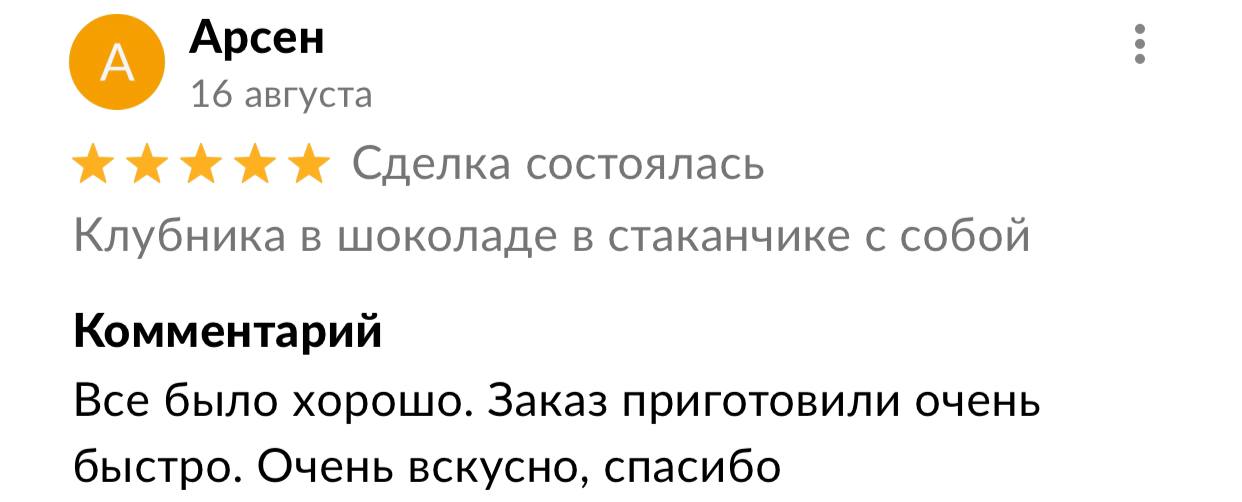 А
Арсен
16 августа
Сделка состоялась
Клубника в шоколаде в стаканчике с собой
Комментарий
Все было хорошо. Заказ приготовили очень
быстро. Очень вскусно, спасибо